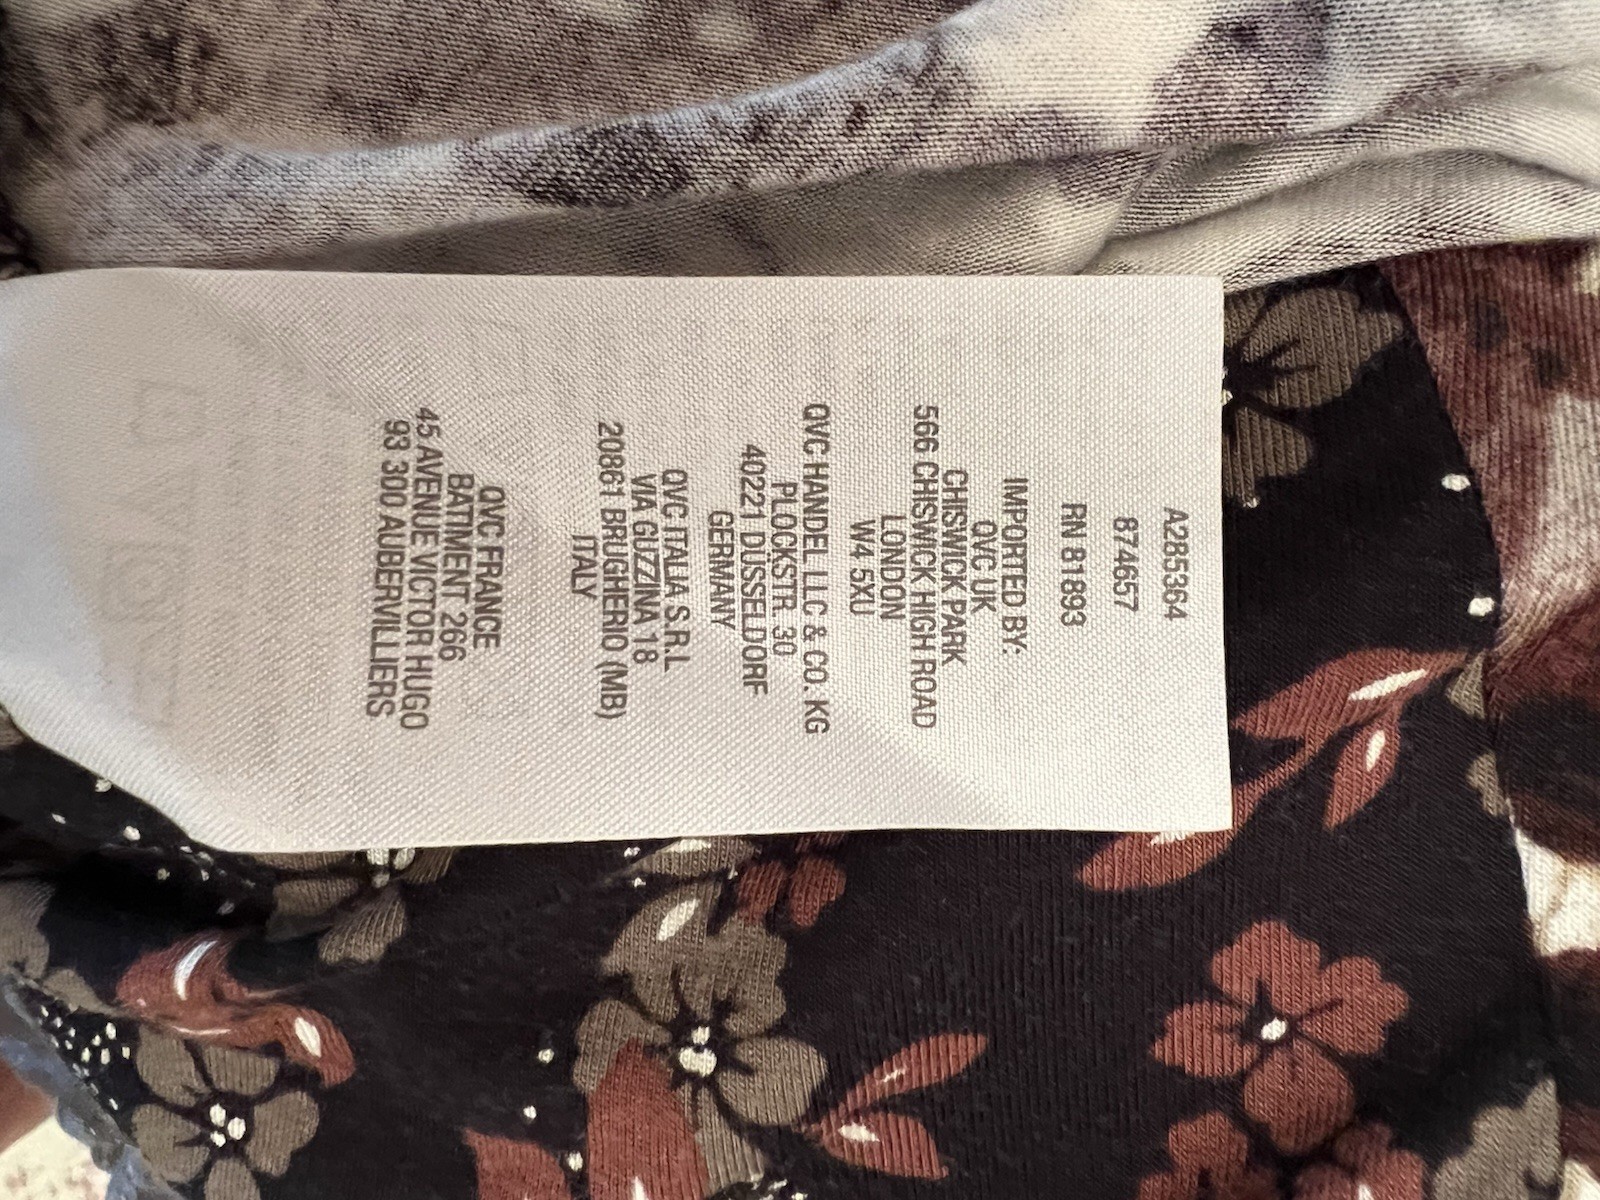 A285364
874657
RN 81893
IMPORTED BY:
QVC UK
CHISWICK PARK
566 CHISWICK HIGH ROAD
LONDON
W4 5XU
QVC HANDEL LLC & CO. KG
PLOCKSTR. 30
40221 DÜSSELDORF
GERMANY
QVC ITALIA S.R.L
VIA GUZZINA 18
20861 BRUGHERIO (MB)
ITALY
QVC FRANCE
BATIMENT 266
45 AVENUE VICTOR HUGO
93 300 AUBERVILLIERS